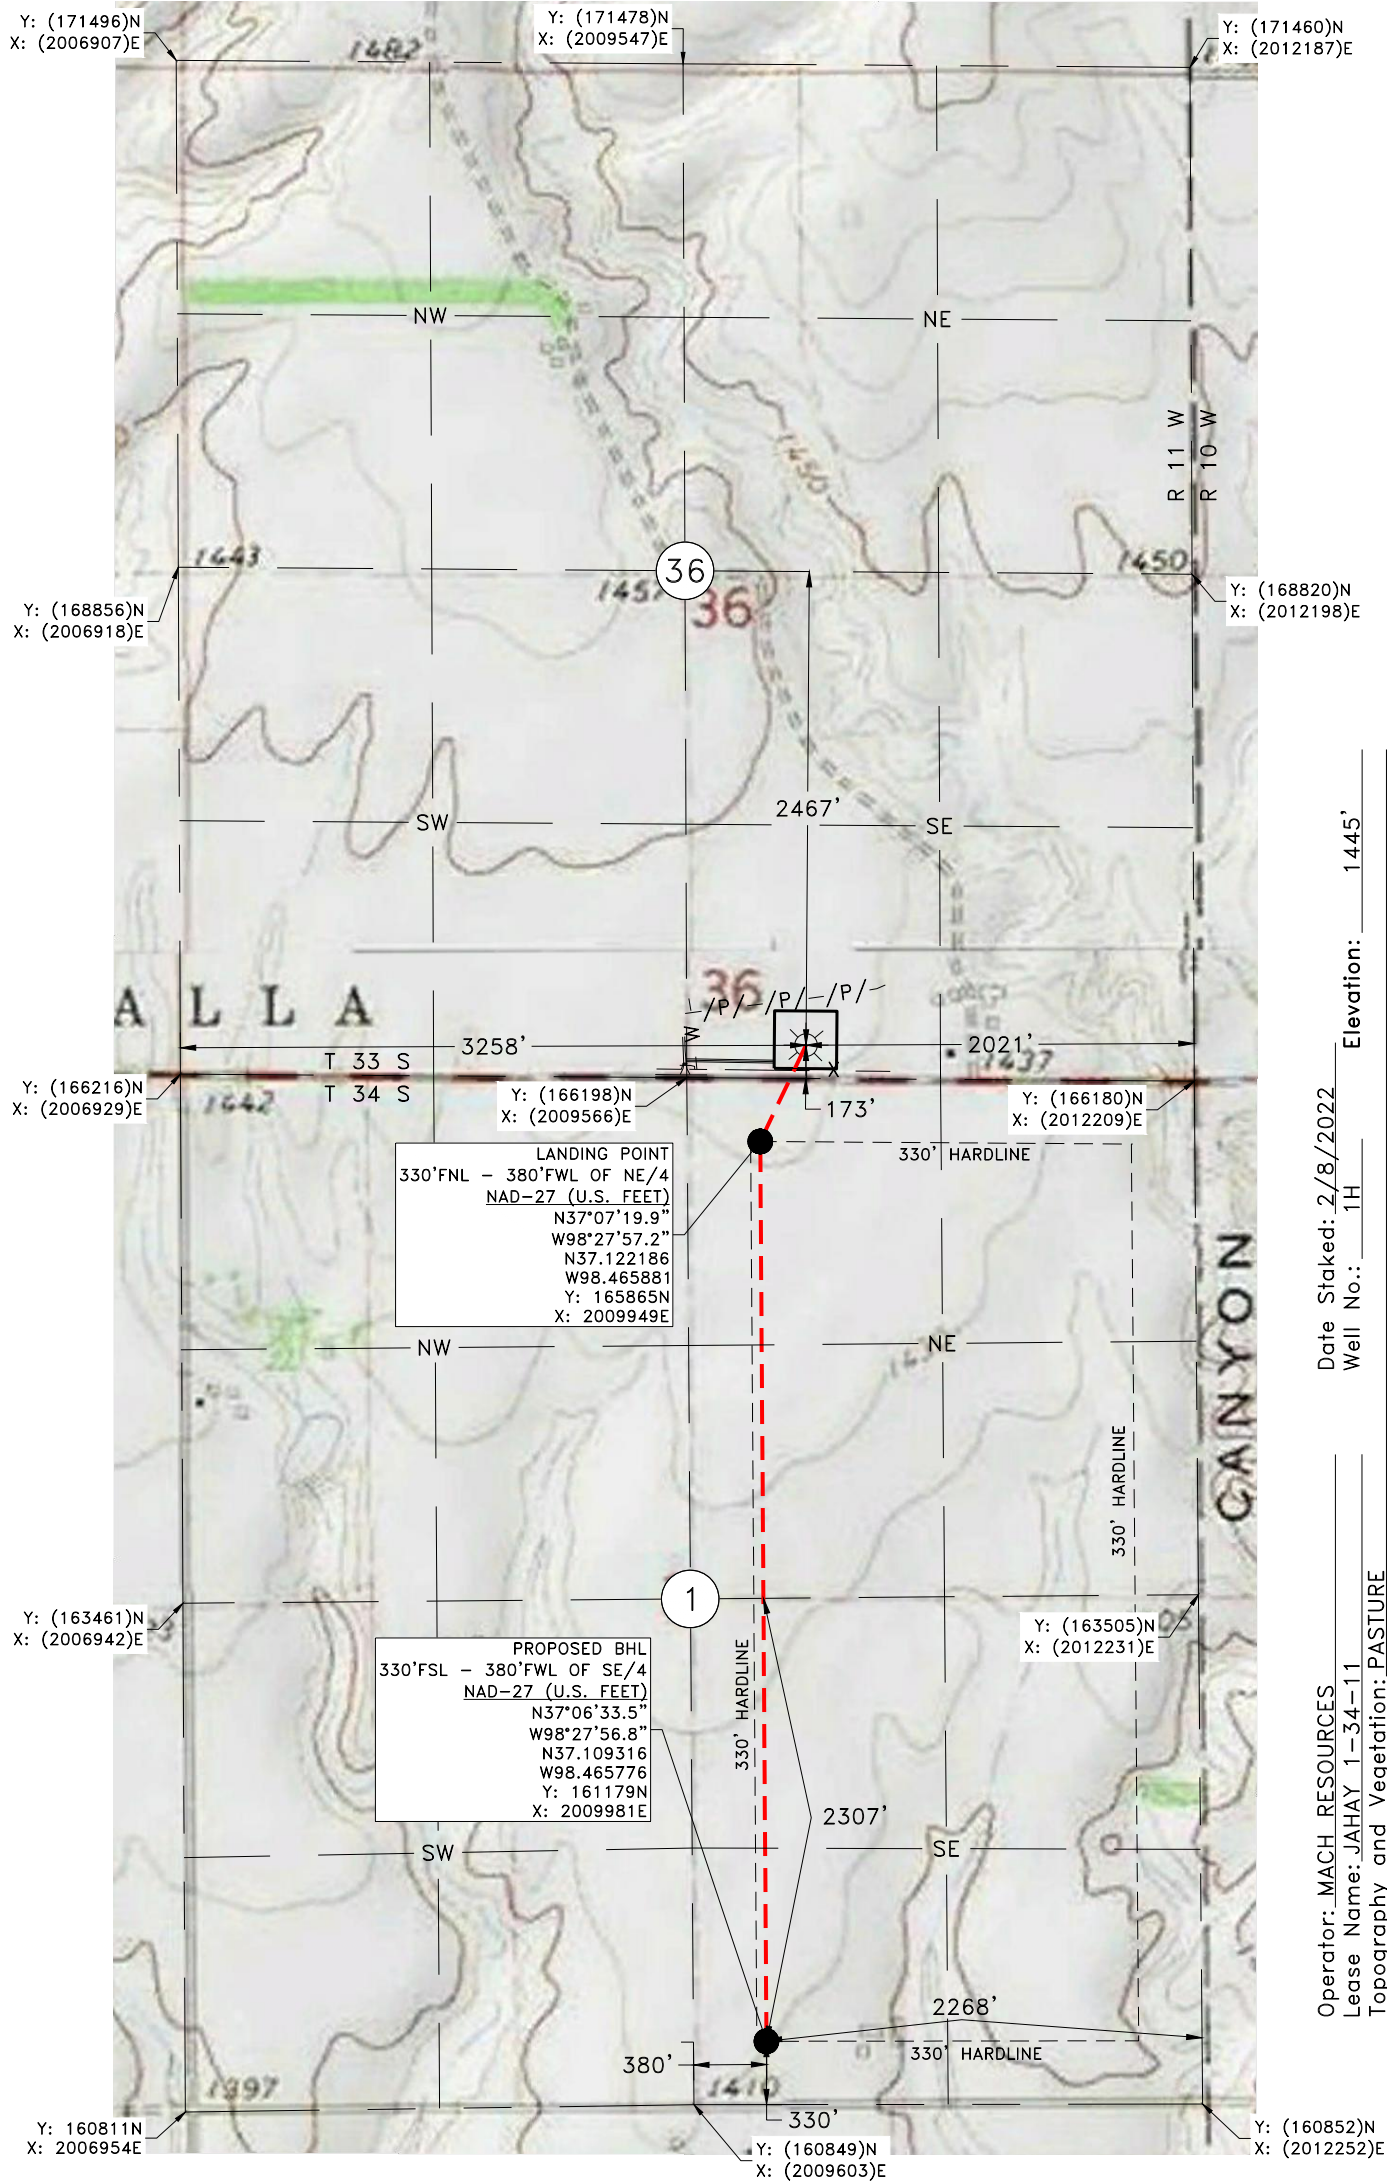 Y: (171496)N
X: (2006907)E
Y: (171478)N
X: (2009547)E
Y: (171460)N
X: (2012187)E
1482
NW
NE
1450
R 11 W
R 10 W
1443
36
1450
1457
36
Y: (168856)N
X: (2006918)E
Y: (168820)N
X: (2012198)E
2467'
SW
SE
36
/P/-/P/-/P/-
W
ALLA
3258'
2021'
T 33 S
T 34 S
1437
1442
X
Y: (166216)N
X: (2006929)E
Y: (166198)N
X: (2009566)E
Y: (166180)N
X: (2012209)E
173'
LANDING POINT
330'FNL - 380'FWL OF NE/4
NAD-27 (U.S. FEET)
N37°07'19.9"
W98°27'57.2"
N37.122186
W98.465881
Y: 165865N
X: 2009949E
330' HARDLINE
CANYON
NW
NE
330' HARDLINE
1
Y: (163461)N
X: (2006942)E
Y: (163505)N
X: (2012231)E
PROPOSED BHL
330'FSL - 380'FWL OF SE/4
NAD-27 (U.S. FEET)
N37°06'33.5"
W98°27'56.8"
N37.109316
W98.465776
Y: 161179N
X: 2009981E
330' HARDLINE
2307'
SW
SE
2268'
330' HARDLINE
380'
1397
1410
330'
Y: 160811N
X: 2006954E
Y: (160849)N
X: (2009603)E
Y: (160852)N
X: (2012252)E
Operator: MACH RESOURCES
Date Staked: 2/8/2022
Lease Name: JAHAY 1-34-11
Well No.: 1H
Elevation: 1445'
Topography and Vegetation: PASTURE